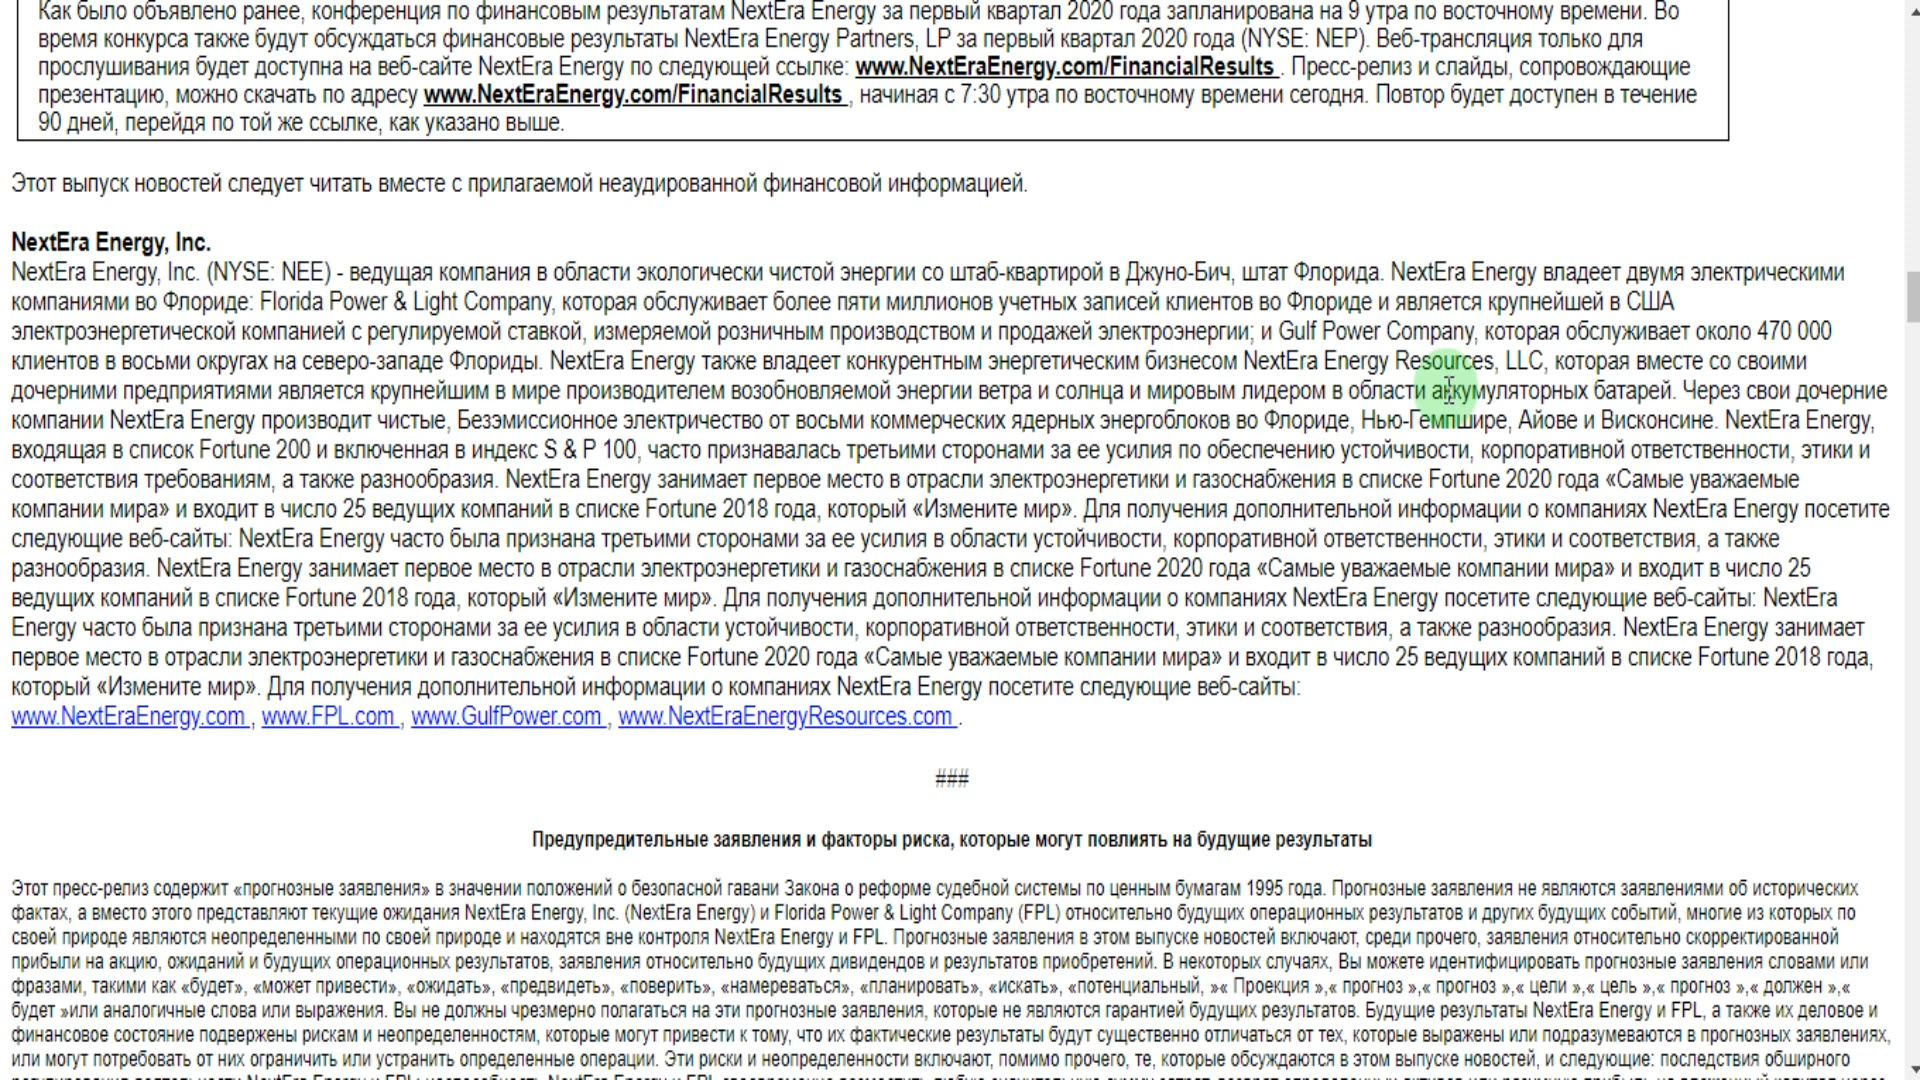 Как было объявлено ранее, конференция по финансовым результатам NextEra Energy за первый квартал 2020 года запланирована на 9 утра по восточному времени. Во
время конкурса также будут обсуждаться финансовые результаты NextEra Energy Partners, LP за первый квартал 2020 года (NYSE: NEP). Веб-трансляция только для
прослушивания будет доступна на веб-сайте NextEra Energy по следующей ссылке: www.NextEraEnergy.com/FinancialResults . Пресс-релиз и слайды, сопровождающие
презентацию, можно скачать по адресу www.NextEraEnergy.com/FinancialResults , начиная с 7:30 утра по восточному времени сегодня. Повтор будет доступен в течение
90 дней, перейдя по той же ссылке, как указано выше.
Этот выпуск новостей следует читать вместе с прилагаемой неаудированной финансовой информацией.
NextEra Energy, Inc.
NextEra Energy, Inc. (NYSE: NEE) - ведущая компания в области экологически чистой энергии со штаб-квартирой в Джуно-Бич, штат Флорида. NextEra Energy владеет двумя электрическими
компаниями во Флориде: Florida Power & Light Company, которая обслуживает более пяти миллионов учетных записей клиентов во Флориде и является крупнейшей в США
электроэнергетической компанией с регулируемой ставкой, измеряемой розничным производством и продажей электроэнергии; и Gulf Power Company, которая обслуживает около 470 000
клиентов в восьми округах на северо-западе Флориды. NextEra Energy также владеет конкурентным энергетическим бизнесом NextEra Energy Resources, LLC, которая вместе со своими
дочерними предприятиями является крупнейшим в мире производителем возобновляемой энергии ветра и солнца и мировым лидером в области аккумуляторных батарей. Через свои дочерние
компании NextEra Energy производит чистые, Безэмиссионное электричество от восьми коммерческих ядерных энергоблоков во Флориде, Нью-Гемпшире, Айове и Висконсине. NextEra Energy,
входящая в список Fortune 200 и включенная в индекс S & P 100, часто признавалась третьими сторонами за ее усилия по обеспечению устойчивости, корпоративной ответственности, этики и
соответствия требованиям, а также разнообразия. NextEra Energy занимает первое место в отрасли электроэнергетики и газоснабжения в списке Fortune 2020 года «Самые уважаемые
компании мира» и входит в число 25 ведущих компаний в списке Fortune 2018 года, который «Измените мир». Для получения дополнительной информации о компаниях NextEra Energy посетите
следующие веб-сайты: NextEra Energy часто была признана третьими сторонами за ее усилия в области устойчивости, корпоративной ответственности, этики и соответствия, а также
разнообразия. NextEra Energy занимает первое место в отрасли электроэнергетики и газоснабжения в списке Fortune 2020 года «Самые уважаемые компании мира» и входит в число 25
ведущих компаний в списке Fortune 2018 года, который «Измените мир». Для получения дополнительной информации о компаниях NextEra Energy посетите следующие веб-сайты: NextEra
Energy часто была признана третьими сторонами за ее усилия в области устойчивости, корпоративной ответственности, этики и соответствия, а также разнообразия. NextEra Energy занимает
первое место в отрасли электроэнергетики и газоснабжения в списке Fortune 2020 года «Самые уважаемые компании мира» и входит в число 25 ведущих компаний в списке Fortune 2018 года,
который «Измените мир». Для получения дополнительной информации о компаниях NextEra Energy посетите следующие веб-сайты:
www.NextEraEnergy.com , www.FPL.com , www.GulfPower.com , www.NextEraEnergyResources.com .
###
Предупредительные заявления и факторы риска, которые могут повлиять на будущие результаты
Этот пресс-релиз содержит «прогнозные заявления» в значении положений о безопасной гавани Закона о реформе судебной системы по ценным бумагам 1995 года. Прогнозные заявления не являются заявлениями об исторических
фактах, а вместо этого представляют текущие ожидания NextEra Energy, Inc. (NextEra Energy) и Florida Power & Light Company (FPL) относительно будущих операционных результатов и других будущих событий, многие из которых по
своей природе являются неопределенными по своей природе и находятся вне контроля NextEra Energy и FPL. Прогнозные заявления в этом выпуске новостей включают, среди прочего, заявления относительно скорректированной
прибыли на акцию, ожиданий и будущих операционных результатов, заявления относительно будущих дивидендов и результатов приобретений. В некоторых случаях, Вы можете идентифицировать прогнозные заявления словами или
фразами, такими как «будет», «может привести», «ожидать», «предвидеть», «поверить», «намереваться», «планировать», «искать», «потенциальный, »« Проекция »,« прогноз »,« прогноз »,« цели »,« цель »,« прогноз »,« должен »,«
будет »или аналогичные слова или выражения. Вы не должны чрезмерно полагаться на эти прогнозные заявления, которые не являются гарантией будущих результатов. Будущие результаты NextEra Energy и FPL, а также их деловое и
финансовое состояние подвержены рискам и неопределенностям, которые могут привести к тому, что их фактические результаты будут существенно отличаться от тех, которые выражены или подразумеваются в прогнозных заявлениях,
или могут потребовать от них ограничить или устранить определенные операции. Эти риски и неопределенности включают, помимо прочего, те, которые обсуждаются в этом выпуске новостей, и следующие: последствия обширного